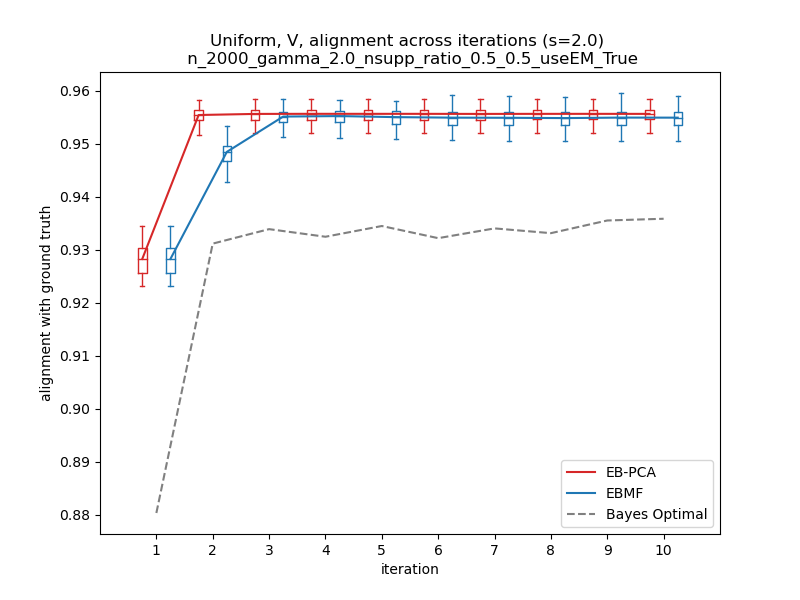 Uniform, V, alignment across iterations (s=2.0)
n_2000_gamma_2.0_nsupp_ratio_0.5_0.5_useEM_True
alignment with ground truth
0.96
0.95
0.94
0.93
0.92
0.91
0.90
0.89
0.88
EB-PCA
EBMF
Bayes Optimal
1 2 3 4 5 6 7 8 9 10
iteration